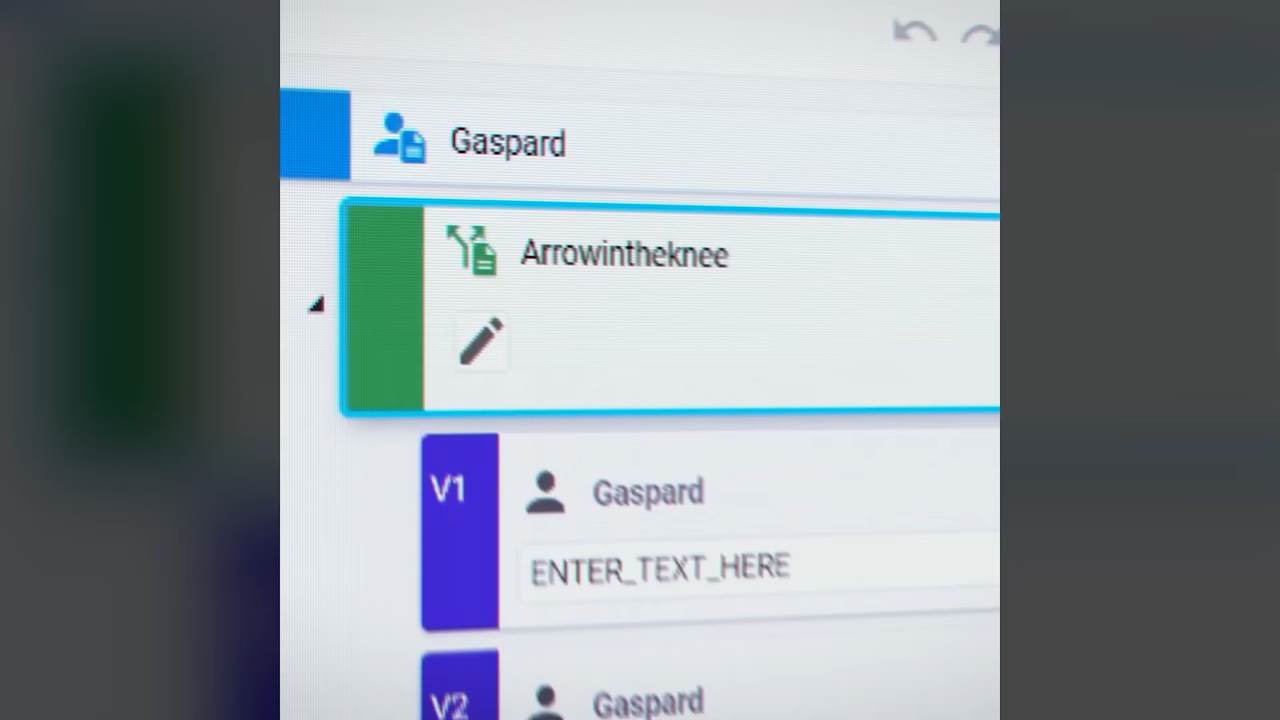 Gaspard
Arrowintheknee
V1
Gaspard
ENTER_TEXT_HERE
V2
Gaspard